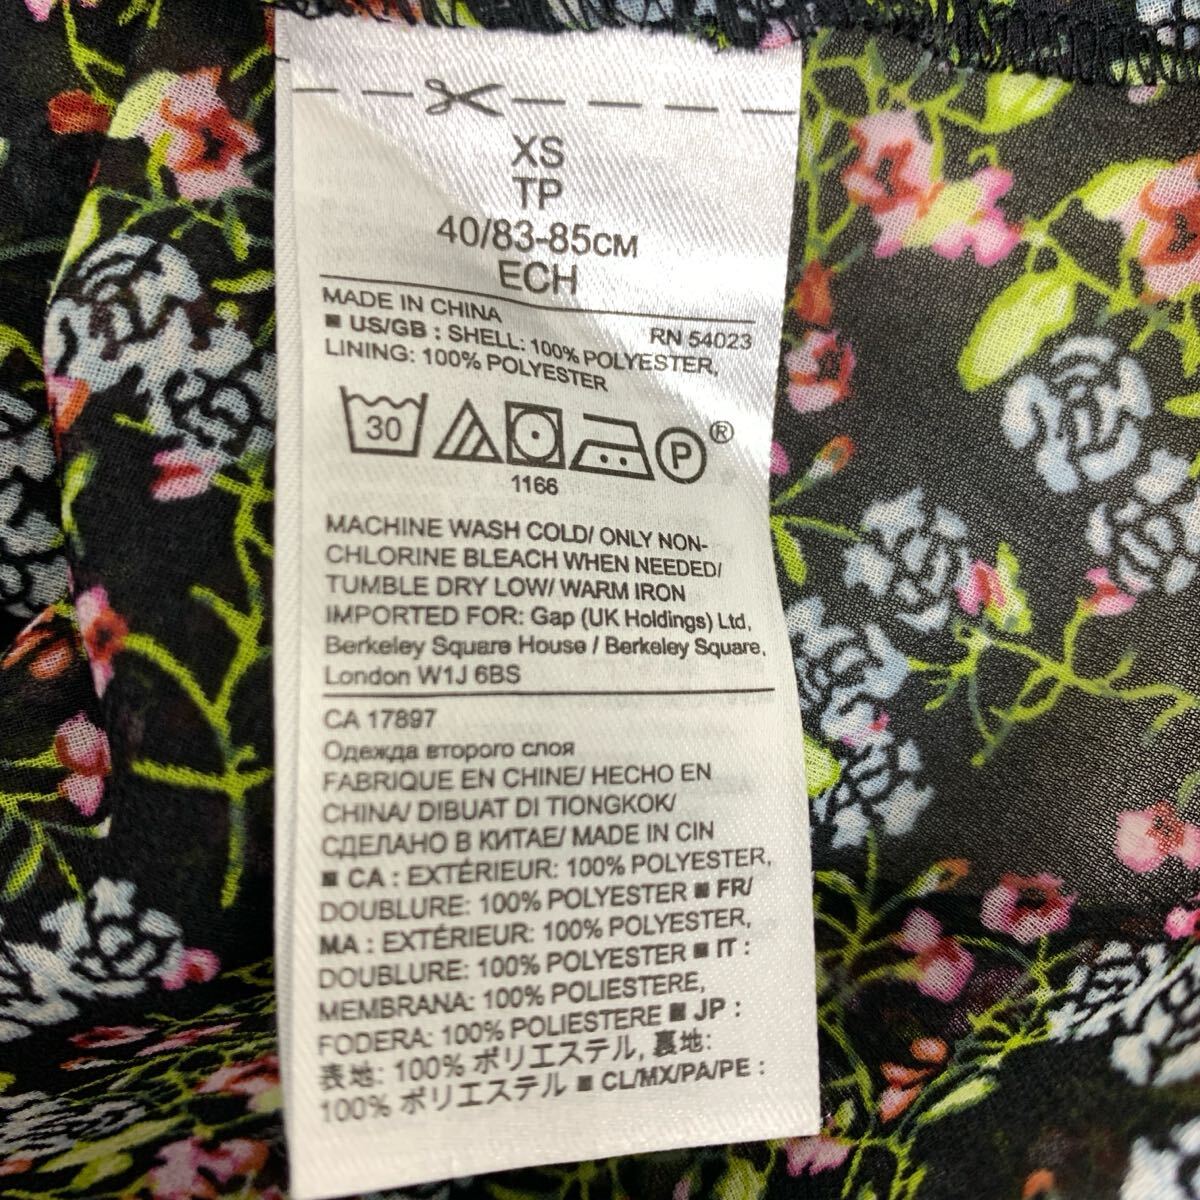 XS
TP
40/83-85CM
ECH
MADE IN CHINA RN 54023
■ US/GB : SHELL: 100% POLYESTER,
LINING: 100% POLYESTER
30 P ®
1166
MACHINE WASH COLD/ ONLY NON-
CHLORINE BLEACH WHEN NEEDED/
TUMBLE DRY LOW/ WARM IRON
IMPORTED FOR: Gap (UK Holdings) Ltd,
Berkeley Square House / Berkeley Square,
London W1J 6BS
CA 17897
Одежда второго слоя
FABRIQUE EN CHINE/ HECHO EN
CHINA/ DIBUAT DI TIONGKOK/
СДЕЛАНО В КИТАЕ/ MADE IN CIN
■ CA : EXTÉRIEUR: 100% POLYESTER,
DOUBLURE: 100% POLYESTER ■ FR/
MA : EXTÉRIEUR: 100% POLYESTER,
DOUBLURE: 100% POLYESTER ■ IT :
MEMBRANA: 100% POLIESTERE,
FODERA: 100% POLIESTERE ■ JP :
表地: 100% ポリエステル, 裏地:
100% ポリエステル ■ CL/MX/PA/PE :